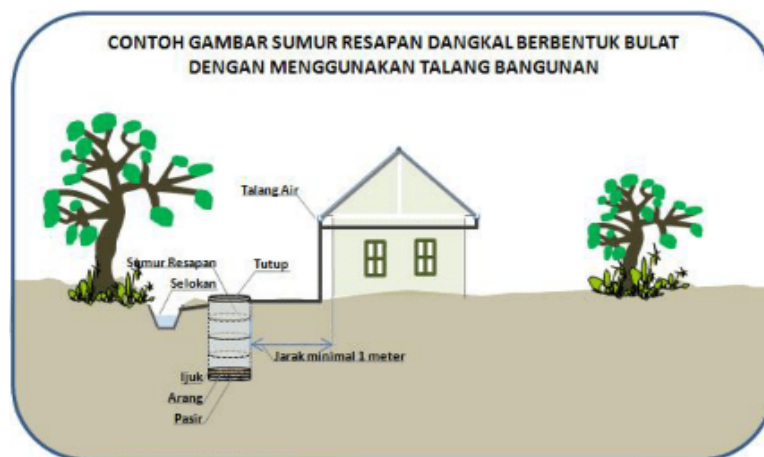 CONTOH GAMBAR SUMUR RESAPAN DANGKAL BERBENTUK BULAT
DENGAN MENGGUNAKAN TALANG BANGUNAN
Talang Air
Sumur Resapan
Tutup
Selokan
Jarak minimal 1 meter
Ijuk
Arang
Pasir